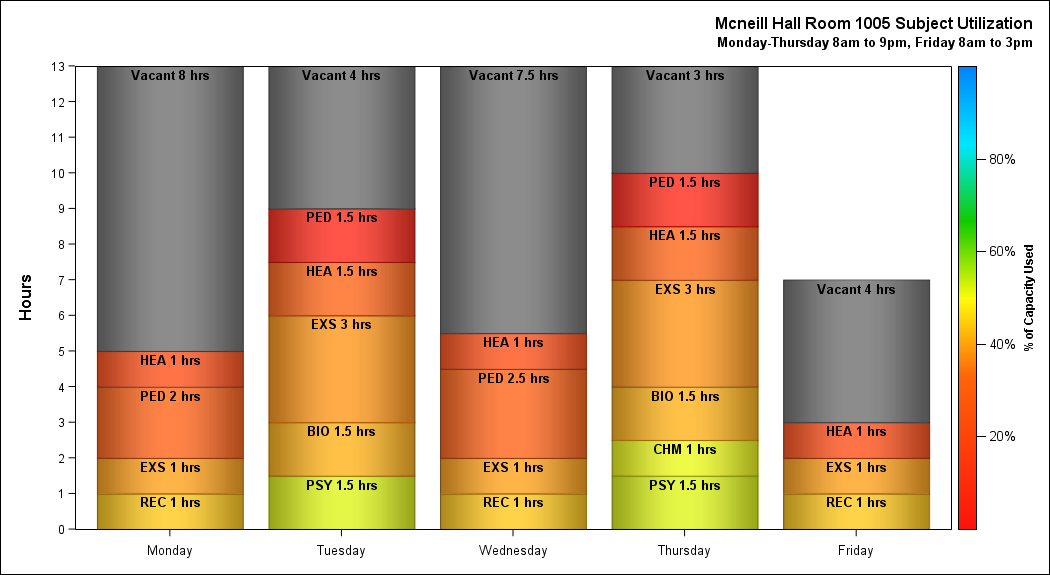 Mcneill Hall Room 1005 Subject Utilization
Monday-Thursday 8am to 9pm, Friday 8am to 3pm
Hours
13
12
11
10
9
8
7
6
5
4
3
2
1
0
Vacant 8 hrs
HEA 1 hrs
PED 2 hrs
EXS 1 hrs
REC 1 hrs
Vacant 4 hrs
PED 1.5 hrs
HEA 1.5 hrs
EXS 3 hrs
BIO 1.5 hrs
PSY 1.5 hrs
Vacant 7.5 hrs
HEA 1 hrs
PED 2.5 hrs
EXS 1 hrs
REC 1 hrs
Vacant 3 hrs
PED 1.5 hrs
HEA 1.5 hrs
EXS 3 hrs
BIO 1.5 hrs
CHM 1 hrs
PSY 1.5 hrs
Vacant 4 hrs
HEA 1 hrs
EXS 1 hrs
REC 1 hrs
Monday
Tuesday
Wednesday
Thursday
Friday
80%
60%
40%
20%
% of Capacity Used